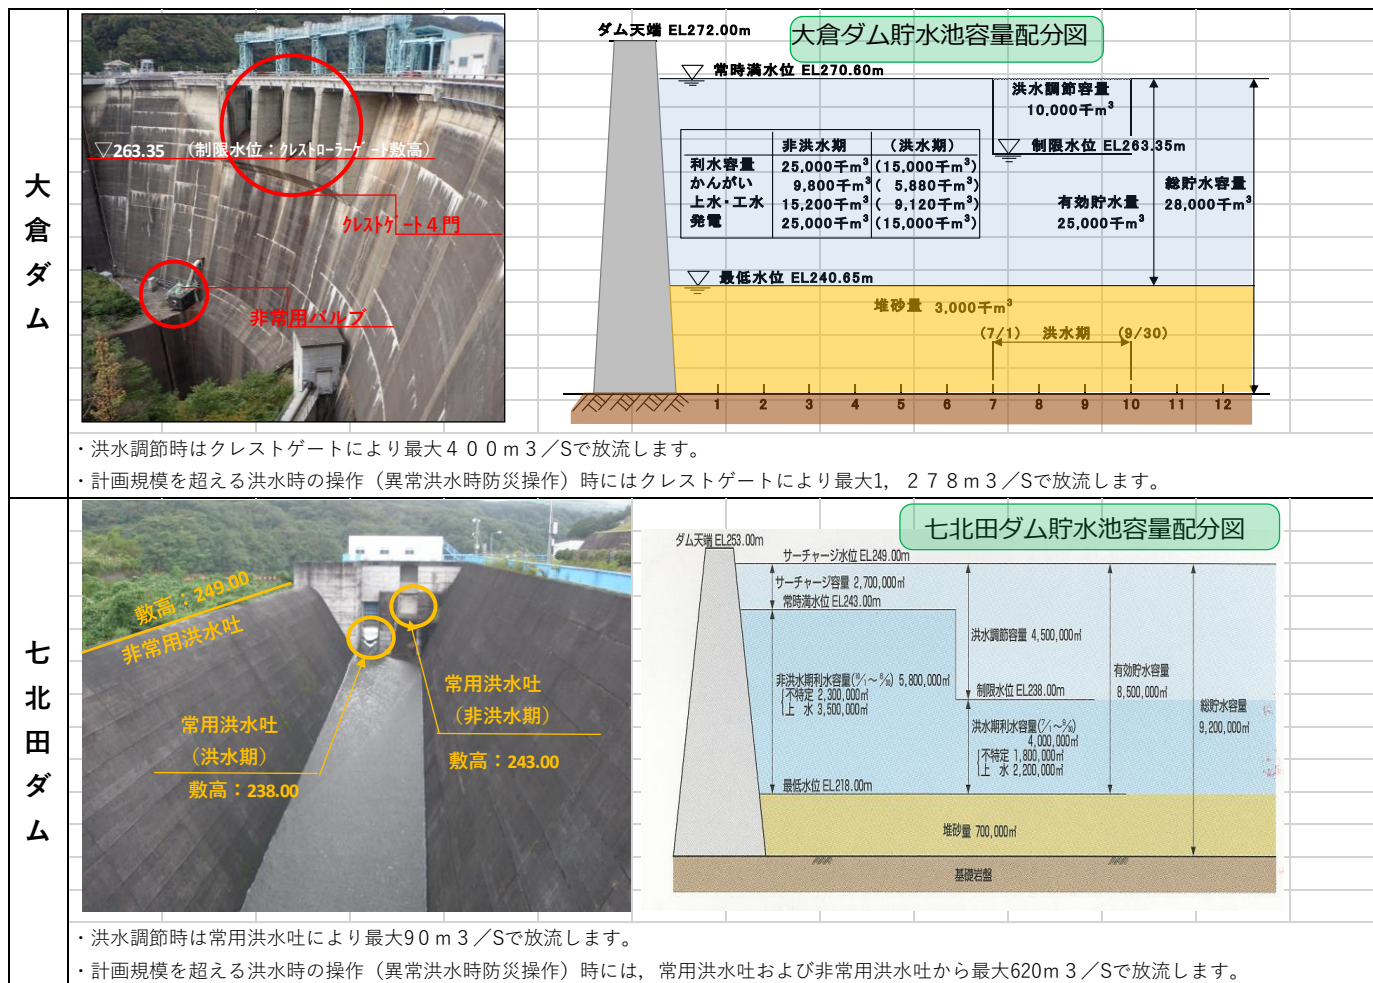 大倉ダム
▽263.35　（制限水位：クレストローラーゲート敷高）
クレストゲート４門
非常用バルブ
大倉ダム貯水池容量配分図
ダム天端 EL272.00m
常時満水位 EL270.60m
洪水調節容量
10,000千m³
制限水位 EL263.35m
非洪水期　（洪水期）
利水容量　25,000千m³（15,000千m³）
かんがい　9,800千m³（ 5,880千m³）
上水・工水　15,200千m³（ 9,120千m³）
発電　25,000千m³（15,000千m³）
有効貯水量
25,000千m³
総貯水容量
28,000千m³
最低水位 EL240.65m
堆砂量 3,000千m³
(7/1)　洪水期　(9/30)
1 2 3 4 5 6 7 8 9 10 11 12
・洪水調節時はクレストゲートにより最大４００ｍ３／Sで放流します。
・計画規模を超える洪水時の操作（異常洪水時防災操作）時にはクレストゲートにより最大1，２７８ｍ３／Sで放流します。
七北田ダム
敷高：249.00
非常用洪水吐
常用洪水吐
（洪水期）
敷高：238.00
常用洪水吐
（非洪水期）
敷高：243.00
七北田ダム貯水池容量配分図
ダム天端 EL253.00m
サーチャージ水位 EL249.00m
サーチャージ容量 2,700,000㎥
常時満水位 EL243.00m
洪水調節容量 4,500,000㎥
非洪水期利水容量 5,800,000㎥
不特定 2,300,000㎥
上　水 3,500,000㎥
制限水位 EL238.00m
洪水期利水容量
4,000,000㎥
不特定 1,800,000㎥
上　水 2,200,000㎥
有効貯水容量
8,500,000㎥
総貯水容量
9,200,000㎥
最低水位 EL218.00m
堆砂量 700,000㎥
基礎岩盤
・洪水調節時は常用洪水吐により最大90ｍ３／Sで放流します。
・計画規模を超える洪水時の操作（異常洪水時防災操作）時には，常用洪水吐および非常用洪水吐から最大620ｍ３／Sで放流します。